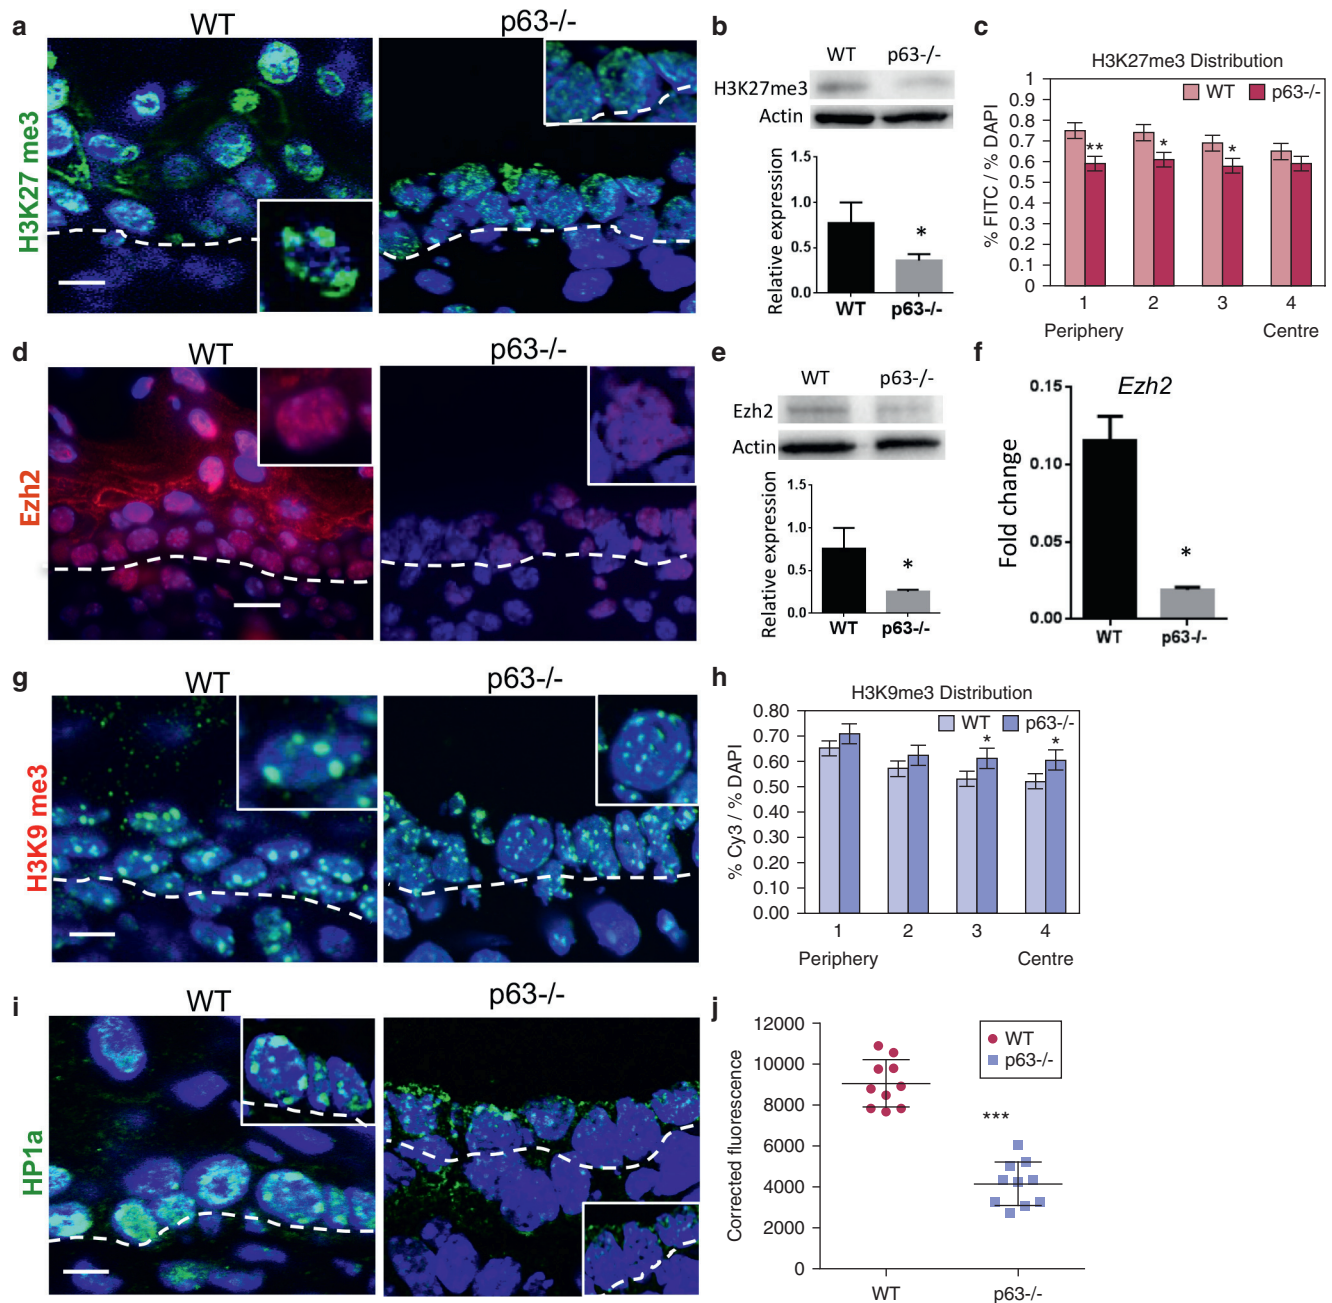 a
WT
p63-/-
H3K27 me3
b
WT p63-/-
H3K27me3
Actin
Relative expression
1.5
1.0
0.5
0.0
WT p63-/-
*
c
H3K27me3 Distribution
WT p63-/-
% FITC / % DAPI
1
0.9
0.8
0.7
0.6
0.5
0.4
0.3
0.2
0.1
0
** * *
1 2 3 4
Periphery Centre
d
WT
p63-/-
Ezh2
e
WT p63-/-
Ezh2
Actin
Relative expression
1.5
1.0
0.5
0.0
*
WT p63-/-
f
Ezh2
Fold change
0.15
0.10
0.05
0.00
*
WT p63-/-
g
WT
p63-/-
H3K9 me3
h
H3K9me3 Distribution
WT p63-/-
% Cy3 / % DAPI
0.80
0.70
0.60
0.50
0.40
0.30
0.20
0.10
0.00
* *
1 2 3 4
Periphery Centre
i
WT
p63-/-
HP1a
j
Corrected fluorescence
12000
10000
8000
6000
4000
2000
0
WT
p63-/-
***
WT p63-/-